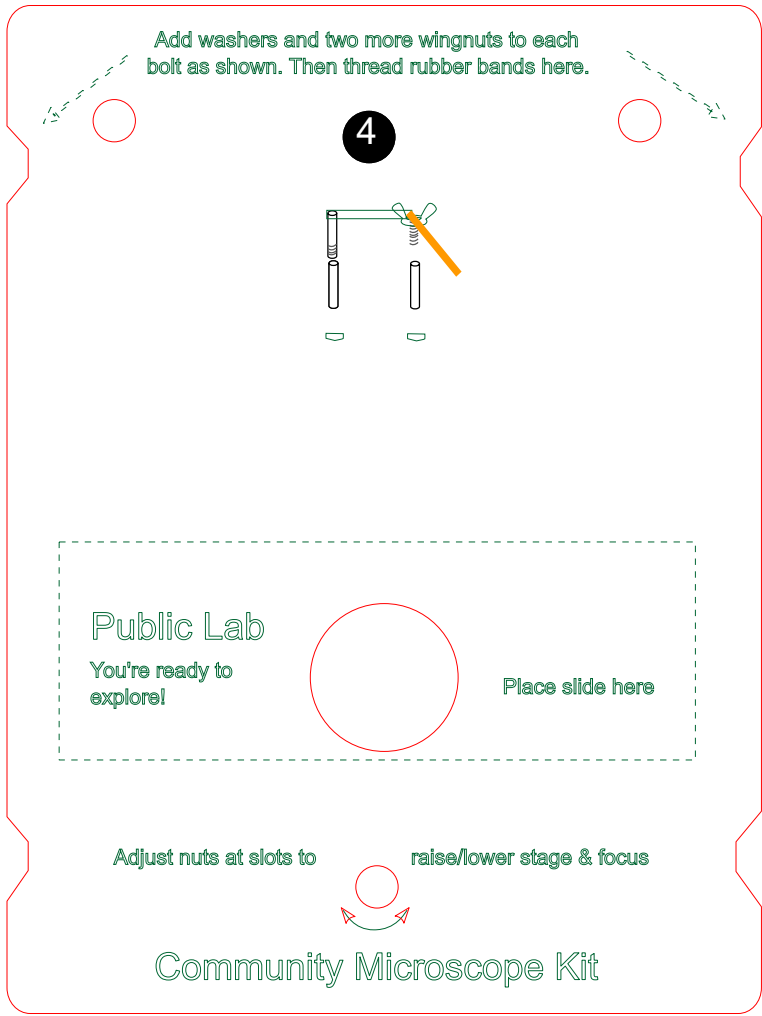 Add washers and two more wingnuts to each
bolt as shown. Then thread rubber bands here.
4
Public Lab
You're ready to
explore!
Place slide here
Adjust nuts at slots to raise/lower stage & focus
Community Microscope Kit